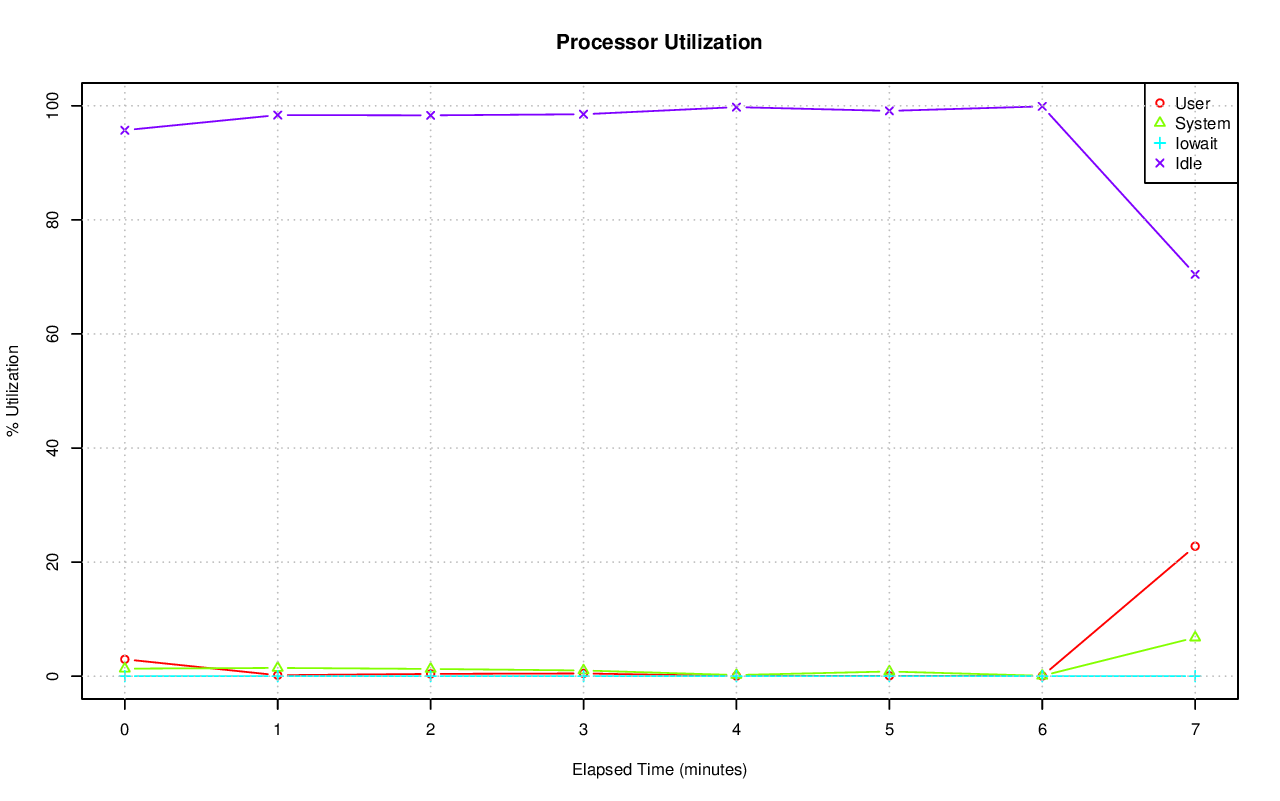 Processor Utilization
% Utilization
100
80
60
40
20
0
User
System
Iowait
Idle
0 1 2 3 4 5 6 7
Elapsed Time (minutes)